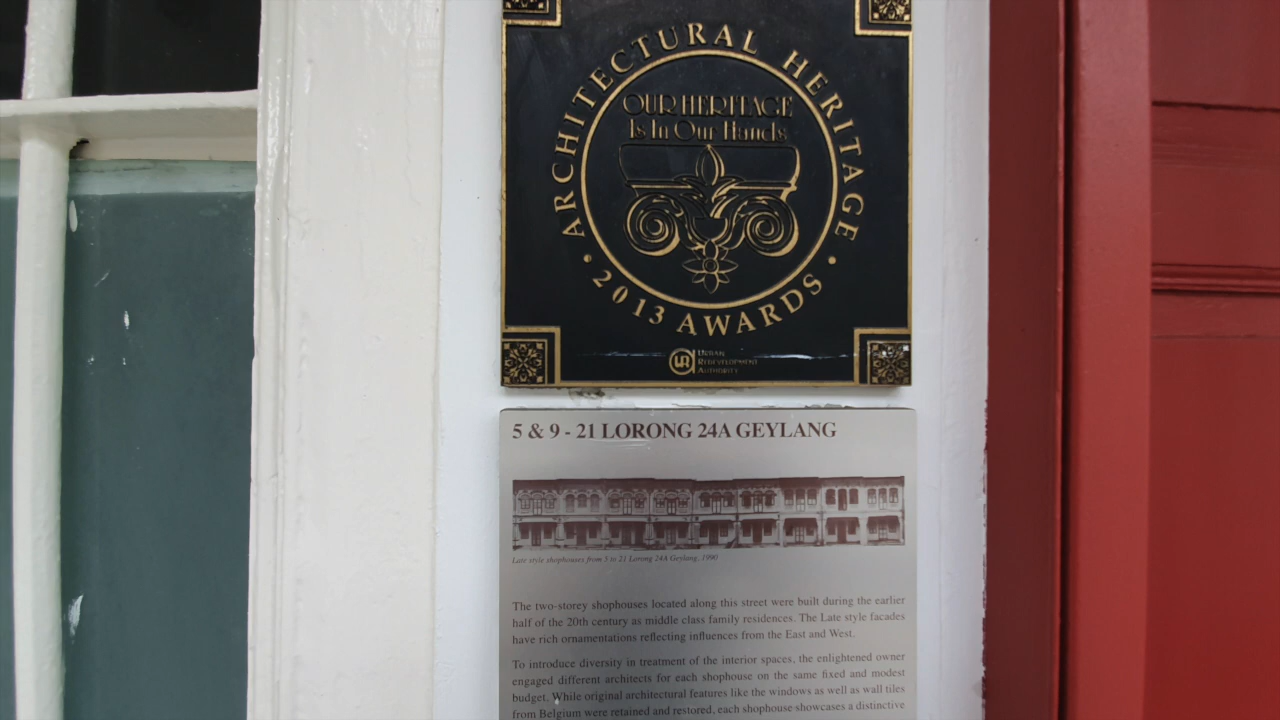 ARCHITECTURAL HERITAGE
OUR HERITAGE
Is In Our Hands
• 2013 AWARDS •
UR
URBAN
REDEVELOPMENT
AUTHORITY
5 & 9 - 21 LORONG 24A GEYLANG
Late style shophouses from 5 to 21 Lorong 24A Geylang, 1990
The two-storey shophouses located along this street were built during the earlier
half of the 20th century as middle class family residences. The Late style facades
have rich ornamentations reflecting influences from the East and West.
To introduce diversity in treatment of the interior spaces, the enlightened owner
engaged different architects for each shophouse on the same fixed and modest
budget. While original architectural features like the windows as well as wall tiles
from Belgium were retained and restored, each shophouse showcases a distinctive